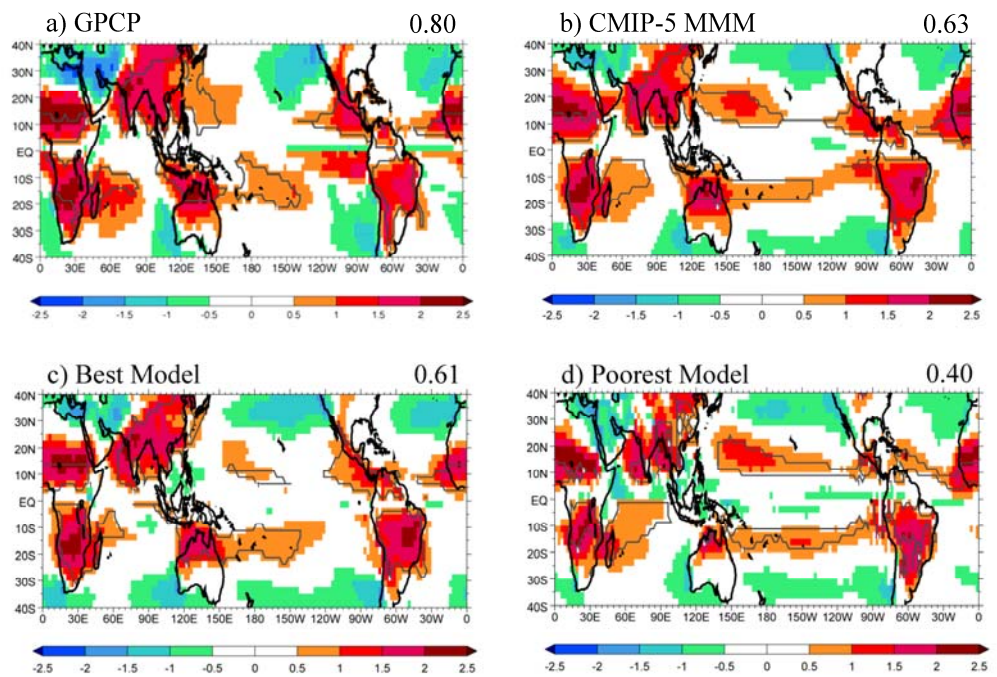 a) GPCP 0.80
40N
30N
20N
10N
EQ
10S
20S
30S
40S
0 30E 60E 90E 120E 150E 180 150W 120W 90W 60W 30W 0
-2.5 -2 -1.5 -1 -0.5 0 0.5 1 1.5 2 2.5
b) CMIP-5 MMM 0.63
40N
30N
20N
10N
EQ
10S
20S
30S
40S
0 30E 60E 90E 120E 150E 180 150W 120W 90W 60W 30W 0
-2.5 -2 -1.5 -1 -0.5 0 0.5 1 1.5 2 2.5
c) Best Model 0.61
40N
30N
20N
10N
EQ
10S
20S
30S
40S
0 30E 60E 90E 120E 150E 180 150W 120W 90W 60W 30W 0
-2.5 -2 -1.5 -1 -0.5 0 0.5 1 1.5 2 2.5
d) Poorest Model 0.40
40N
30N
20N
10N
EQ
10S
20S
30S
40S
0 30E 60E 90E 120E 150E 180 150W 120W 90W 60W 30W 0
-2.5 -2 -1.5 -1 -0.5 0 0.5 1 1.5 2 2.5